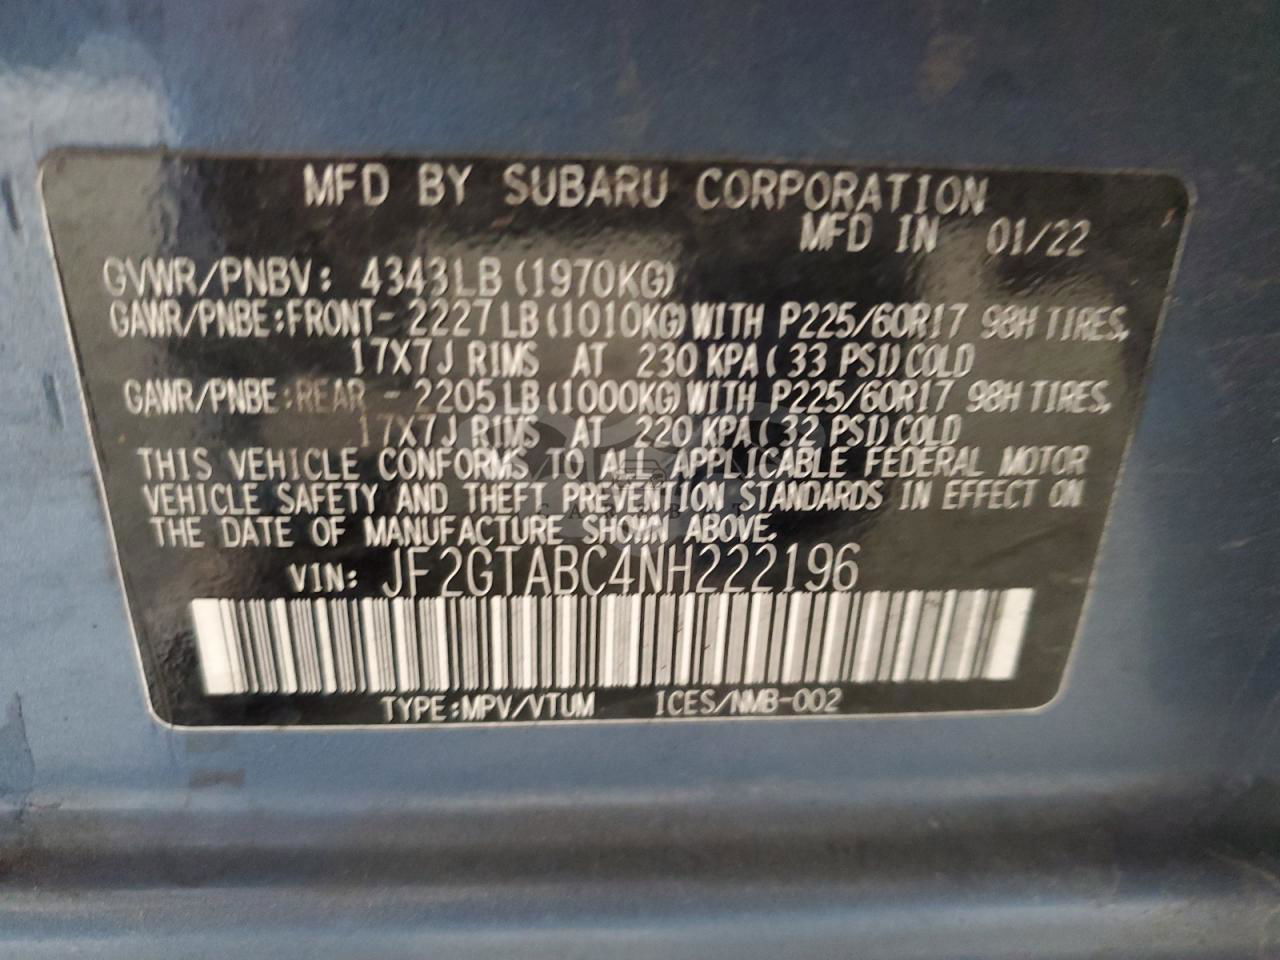 MFD BY SUBARU CORPORATION
MFD IN 01/22
GVWR/PNBV: 4343LB (1970KG)
GAWR/PNBE:FRONT- 2227LB(1010KG)WITH P225/60R17 98H TIRES,
17X7J RIMS AT 230 KPA( 33 PSI)COLD
GAWR/PNBE:REAR - 2205LB(1000KG)WITH P225/60R17 98H TIRES,
17X7J RIMS AT 220 KPA( 32 PSI)COLD
THIS VEHICLE CONFORMS TO ALL APPLICABLE FEDERAL MOTOR
VEHICLE SAFETY AND THEFT PREVENTION STANDARDS IN EFFECT ON
THE DATE OF MANUFACTURE SHOWN ABOVE.
VIN: JF2GTABC4NH222196
TYPE:MPV/VTUM ICES/NMB-002